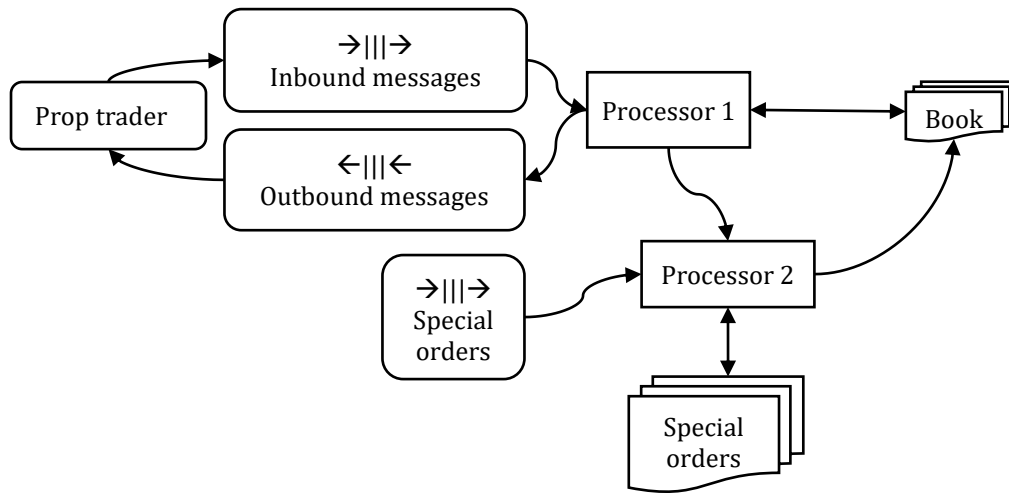 →|||→
Inbound messages
Prop trader
Processor 1
Book
←|||←
Outbound messages
Processor 2
→|||→
Special
orders
Special
orders